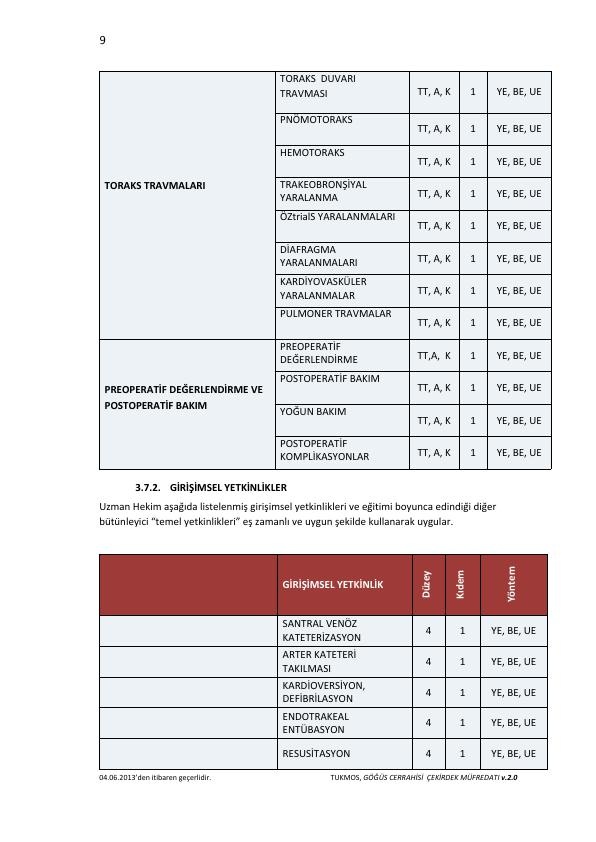 9
TORAKS TRAVMALARI
TORAKS DUVARI
TRAVMASI
TT, A, K 1 YE, BE, UE
PNÖMOTORAKS
TT, A, K 1 YE, BE, UE
HEMOTORAKS
TT, A, K 1 YE, BE, UE
TRAKEOBRONŞİYAL
YARALANMA
TT, A, K 1 YE, BE, UE
ÖZtrialS YARALANMALARI
TT, A, K 1 YE, BE, UE
DİAFRAGMA
YARALANMALARI
TT, A, K 1 YE, BE, UE
KARDİYOVASKÜLER
YARALANMALAR
TT, A, K 1 YE, BE, UE
PULMONER TRAVMALAR
TT, A, K 1 YE, BE, UE
PREOPERATİF DEĞERLENDİRME VE
POSTOPERATİF BAKIM
PREOPERATİF
DEĞERLENDİRME
TT,A, K 1 YE, BE, UE
POSTOPERATİF BAKIM
TT, A, K 1 YE, BE, UE
YOĞUN BAKIM
TT, A, K 1 YE, BE, UE
POSTOPERATİF
KOMPLİKASYONLAR
TT, A, K 1 YE, BE, UE
3.7.2. GİRİŞİMSEL YETKİNLİKLER
Uzman Hekim aşağıda listelenmiş girişimsel yetkinlikleri ve eğitimi boyunca edindiği diğer
bütünleyici “temel yetkinlikleri” eş zamanlı ve uygun şekilde kullanarak uygular.
GİRİŞİMSEL YETKİNLİK Düzey Kıdem Yöntem
SANTRAL VENÖZ
KATETERİZASYON
4 1 YE, BE, UE
ARTER KATETERİ
TAKILMASI
4 1 YE, BE, UE
KARDİOVERSİYON,
DEFİBRİLASYON
4 1 YE, BE, UE
ENDOTRAKEAL
ENTÜBASYON
4 1 YE, BE, UE
RESUSİTASYON 4 1 YE, BE, UE
04.06.2013’den itibaren geçerlidir. TUKMOS, GÖĞÜS CERRAHİSİ ÇEKİRDEK MÜFREDATI v.2.0